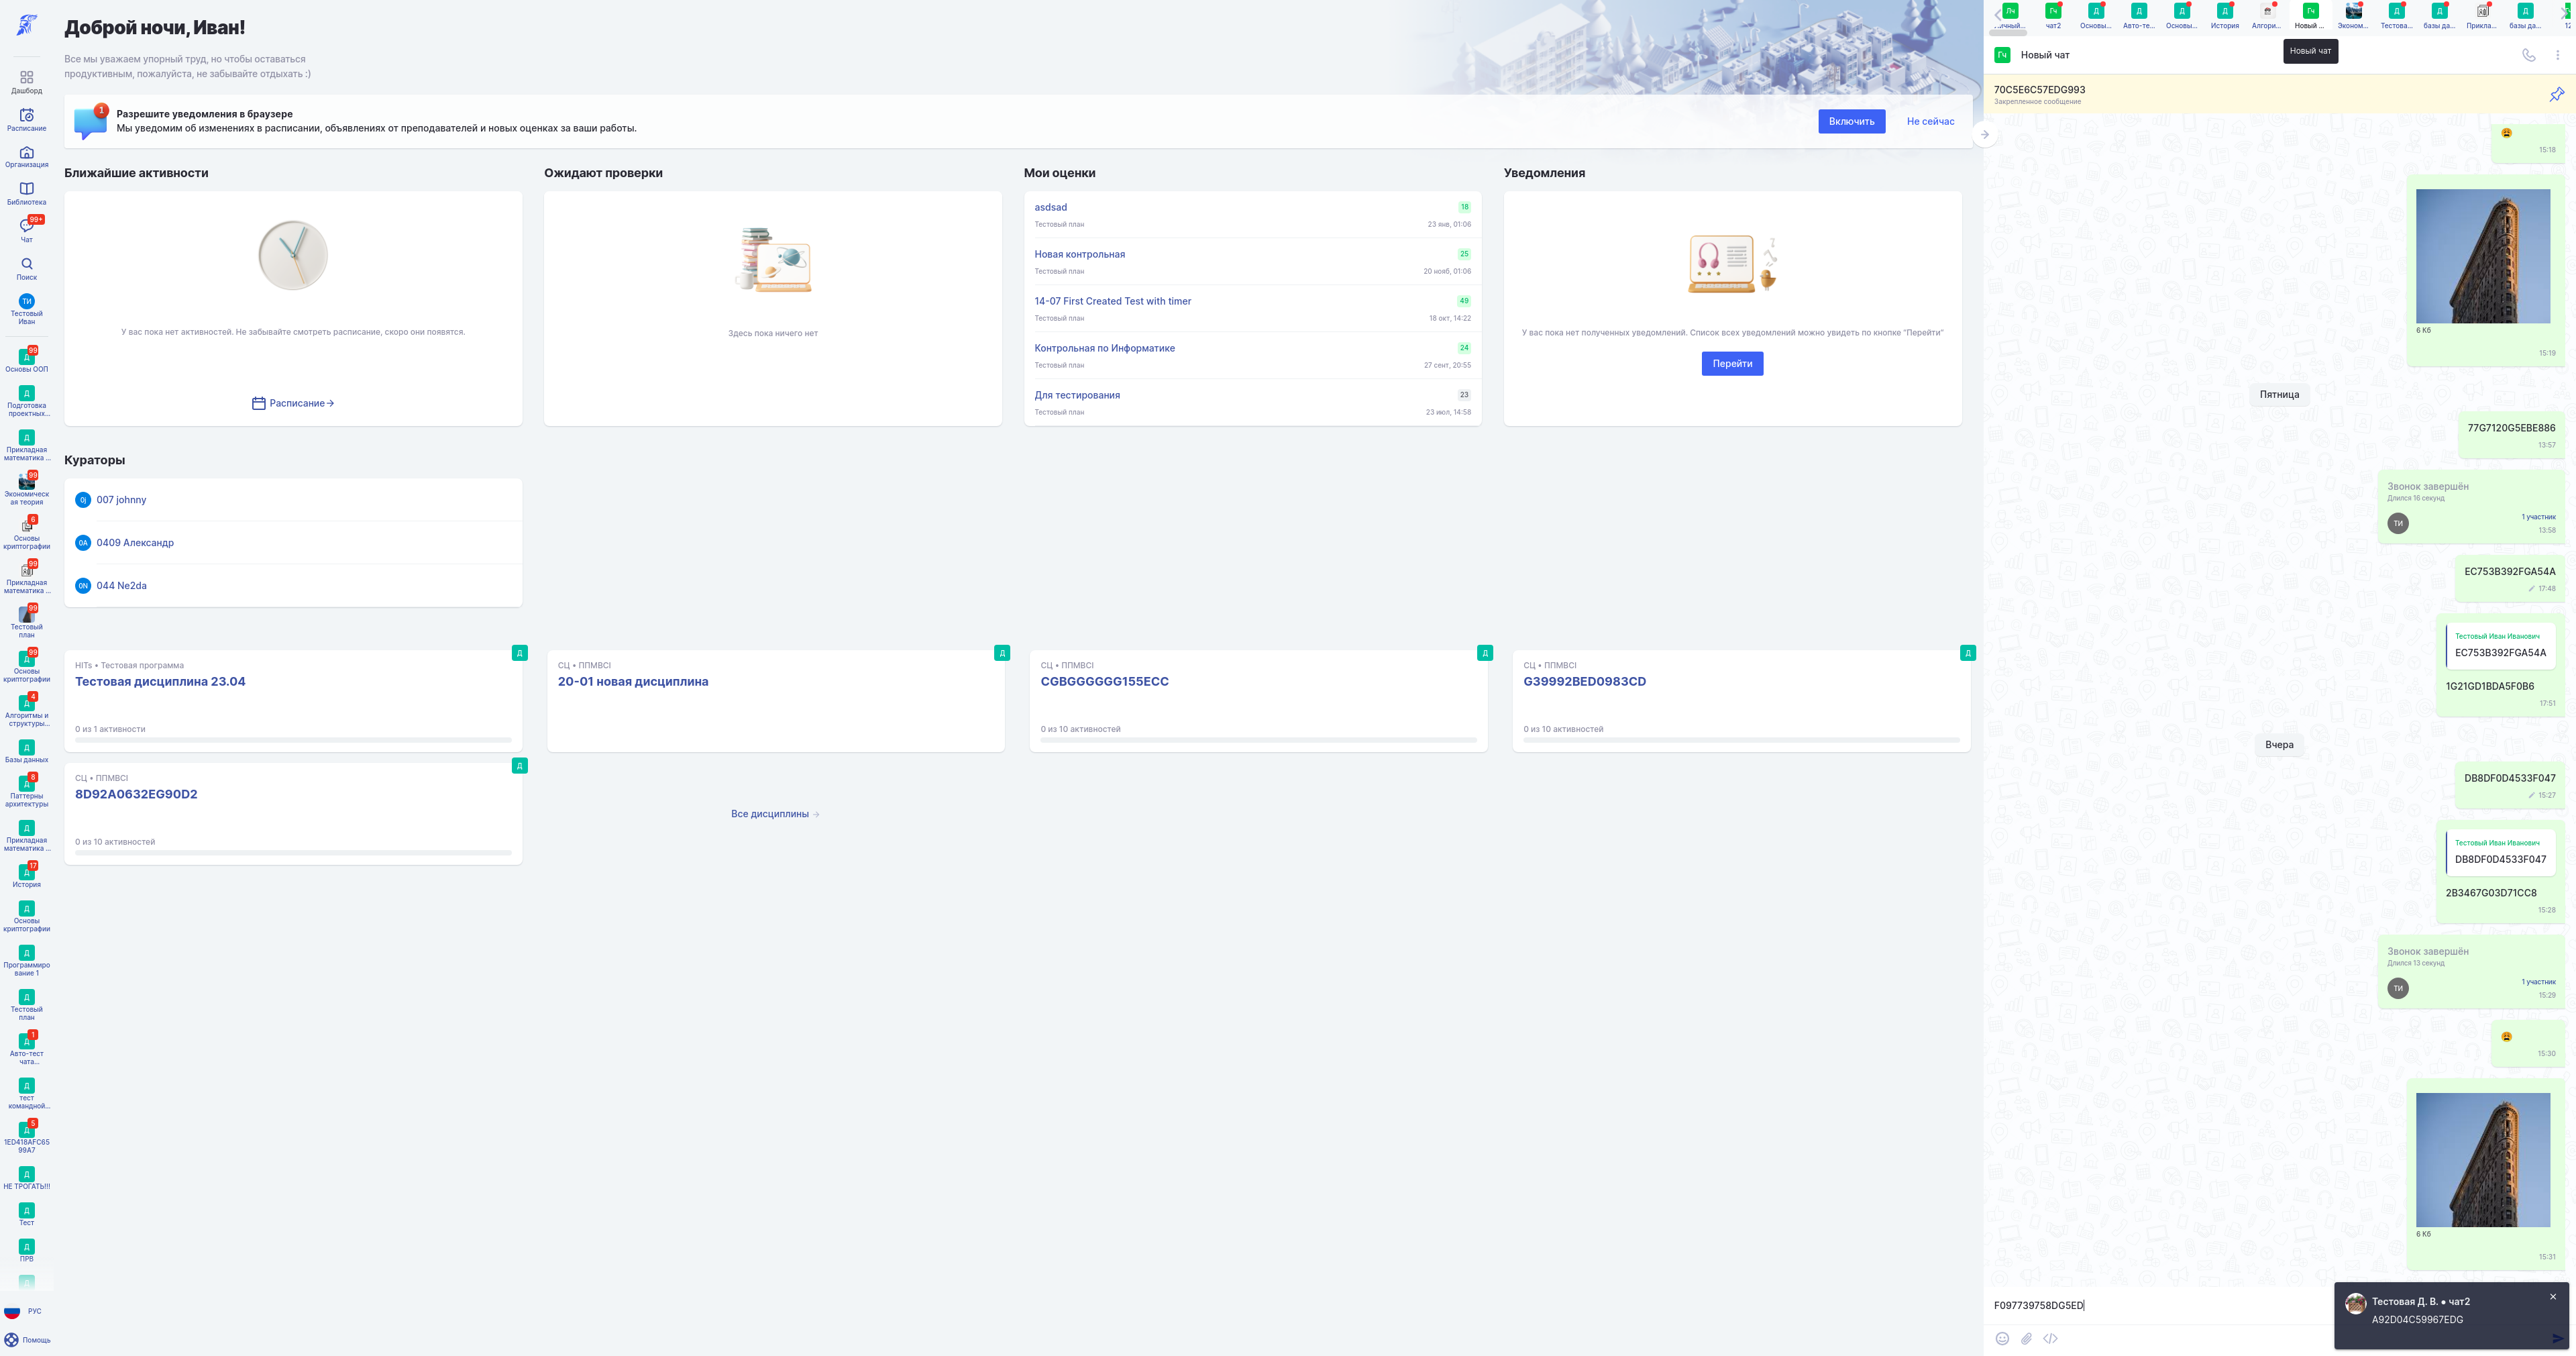 Дашборд
Расписание
Организация
Библиотека
99+
Чат
Поиск
ТИ
Тестовый
Иван
99
Д
Основы ООП
Д
Подготовка
проектных...
Д
Прикладная
математика ...
99
Экономическ
ая теория
6
Основы
криптографии
99
Прикладная
математика ...
99
Тестовый
план
99
Д
Основы
криптографии
4
Д
Алгоритмы и
структуры...
Д
Базы данных
8
Д
Паттерны
архитектуры
Д
Прикладная
математика ...
17
Д
История
Д
Основы
криптографии
Д
Программиро
вание 1
Д
Тестовый
план
1
Д
Авто-тест
чата...
Д
тест
командной...
5
Д
1ED418AFC65
99A7
Д
НЕ ТРОГАТЬ!!!
Д
Тест
Д
ПРВ
Д
РУС
Помощь
Доброй ночи, Иван!
Все мы уважаем упорный труд, но чтобы оставаться
продуктивным, пожалуйста, не забывайте отдыхать :)
1
Разрешите уведомления в браузере
Мы уведомим об изменениях в расписании, объявлениях от преподавателей и новых оценках за ваши работы.
Включить
Не сейчас
Ближайшие активности
У вас пока нет активностей. Не забывайте смотреть расписание, скоро они появятся.
Расписание
Ожидают проверки
Здесь пока ничего нет
Мои оценки
asdsad 18
Тестовый план 23 янв, 01:06
Новая контрольная 25
Тестовый план 20 нояб, 01:06
14-07 First Created Test with timer 49
Тестовый план 18 окт, 14:22
Контрольная по Информатике 24
Тестовый план 27 сент, 20:55
Для тестирования 23
Тестовый план 23 июл, 14:58
Уведомления
У вас пока нет полученных уведомлений. Список всех уведомлений можно увидеть по кнопке "Перейти"
Перейти
Кураторы
0j 007 johnny
0А 0409 Александр
0N 044 Ne2da
Д
HITs • Тестовая программа
Тестовая дисциплина 23.04
0 из 1 активности
Д
СЦ • ППМВСІ
20-01 новая дисциплина
Д
СЦ • ППМВСІ
CGBGGGGGG155ECC
0 из 10 активностей
Д
СЦ • ППМВСІ
G39992BED0983CD
0 из 10 активностей
Д
СЦ • ППМВСІ
8D92A0632EG90D2
0 из 10 активностей
Все дисциплины
Лч Гч Д Д Д Д Гч Д Д Д
чат2 Основы... Авто-те... Основы... История Алгори... Новый ... Эконом... Тестова... базы да... Прикла... базы да...
Новый чат
Гч Новый чат
70C5E6C57EDG993
Закрепленное сообщение
15:18
6 Кб
15:19
Пятница
77G7120G5EBE886
13:57
Звонок завершён
Длился 16 секунд
ТИ
1 участник
13:58
EC753B392FGA54A
17:48
Тестовый Иван Иванович
EC753B392FGA54A
1G21GD1BDA5F0B6
17:51
Вчера
DB8DF0D4533F047
15:27
Тестовый Иван Иванович
DB8DF0D4533F047
2B3467G03D71CC8
15:28
Звонок завершён
Длился 13 секунд
ТИ
1 участник
15:29
15:30
6 Кб
15:31
F097739758DG5ED
Тестовая Д. В. • чат2
A92D04C59967EDG